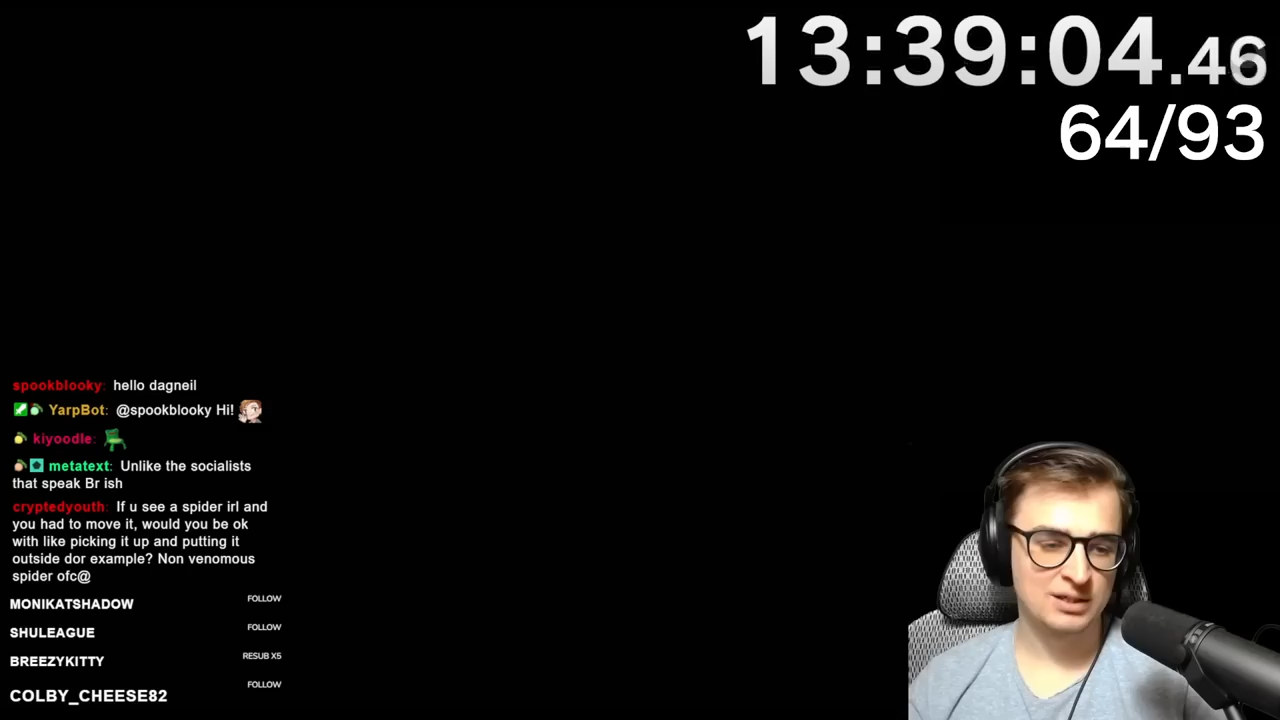 13:39:04.46
64/93
spookblooky: hello dagneil
YarpBot: @spookblooky Hi!
kiyoodle:
metatext: Unlike the socialists
that speak Br ish
cryptedyouth: If u see a spider irl and
you had to move it, would you be ok
with like picking it up and putting it
outside dor example? Non venomous
spider ofc@
MONIKATSHADOW FOLLOW
SHULEAGUE FOLLOW
BREEZYKITTY RESUB X5
COLBY_CHEESE82 FOLLOW